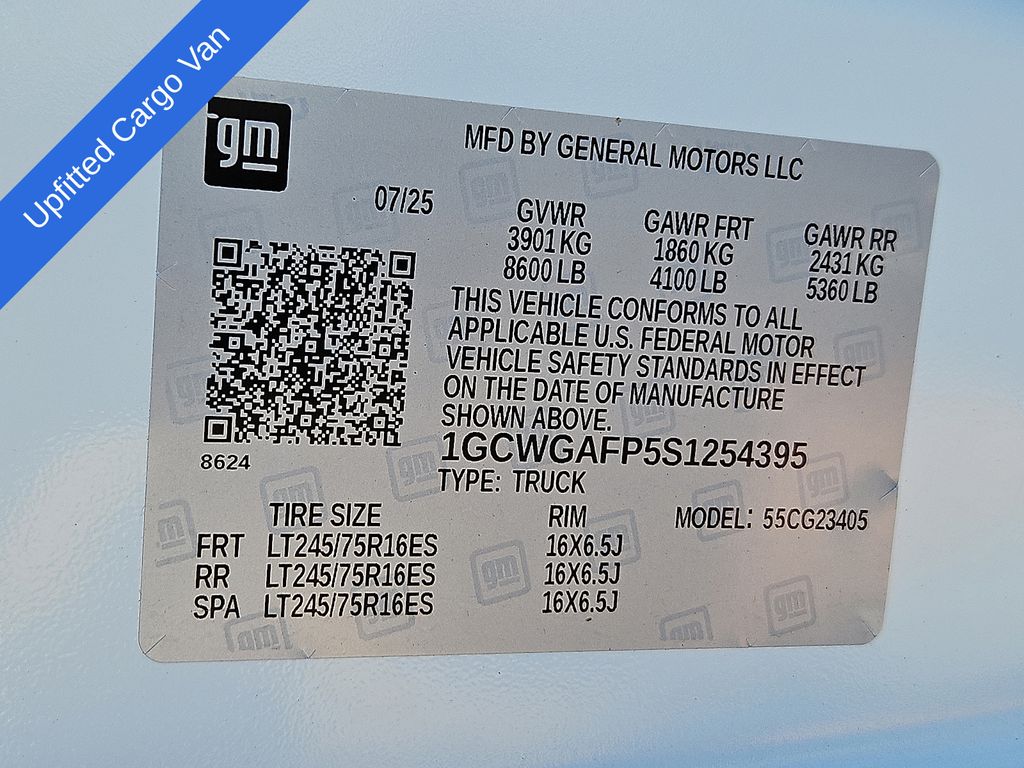 Upfitted Cargo Van
gm
MFD BY GENERAL MOTORS LLC
07/25
GVWR GAWR FRT GAWR RR
3901 KG 1860 KG 2431 KG
8600 LB 4100 LB 5360 LB
THIS VEHICLE CONFORMS TO ALL
APPLICABLE U.S. FEDERAL MOTOR
VEHICLE SAFETY STANDARDS IN EFFECT
ON THE DATE OF MANUFACTURE
SHOWN ABOVE.
8624
1GCWGAFP5S1254395
TYPE: TRUCK
TIRE SIZE RIM MODEL: 55CG23405
FRT LT245/75R16ES 16X6.5J
RR LT245/75R16ES 16X6.5J
SPA LT245/75R16ES 16X6.5J